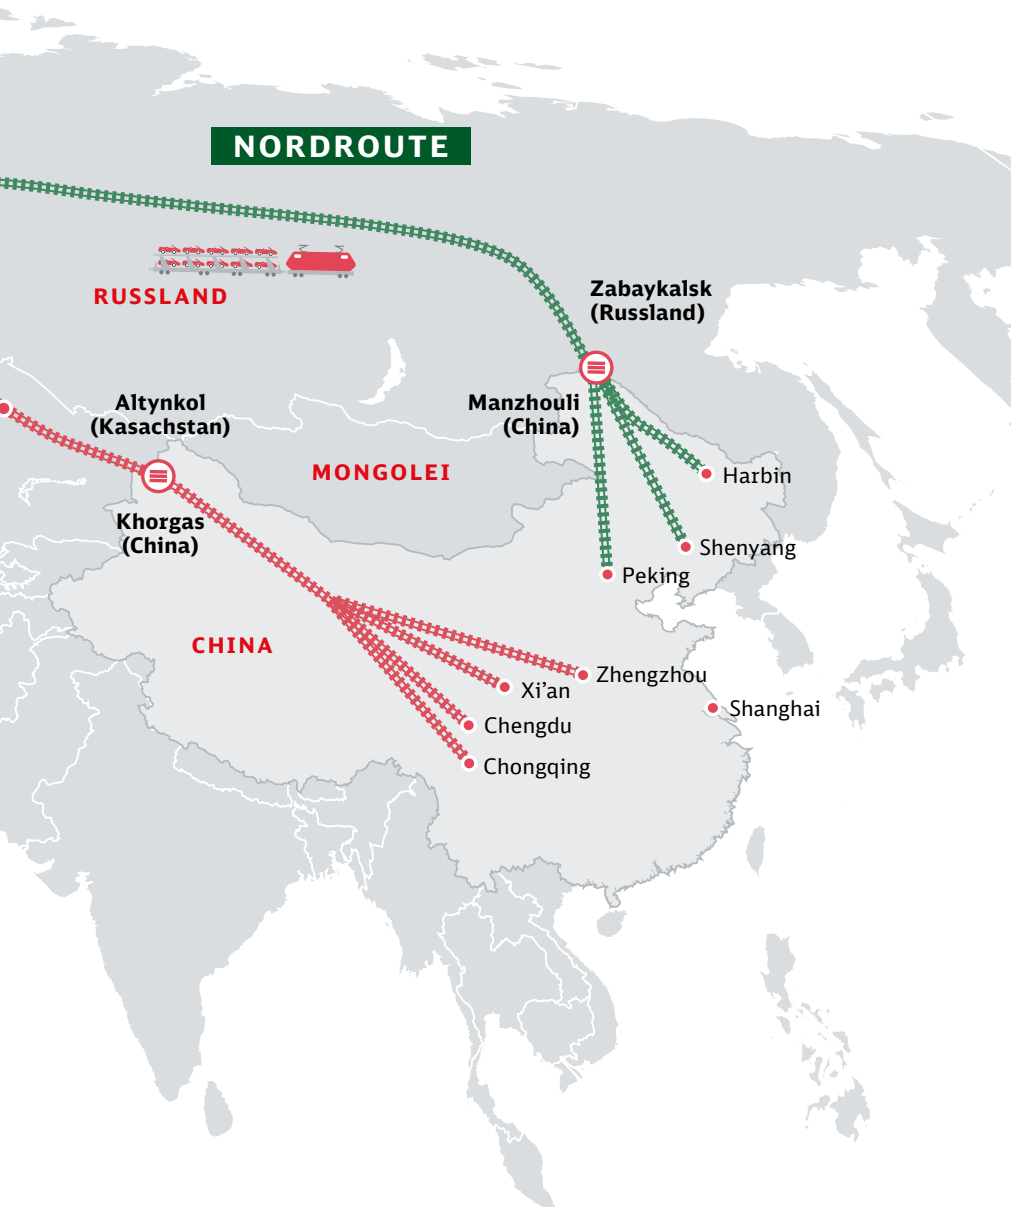 NORDROUTE
Zabaykalsk
(Russland)
RUSSLAND
Altynkol
(Kasachstan)
Manzhouli
(China)
MONGOLEI
Harbin
Khorgas
(China)
Shenyang
Peking
CHINA
Zhengzhou
Xi’an
Shanghai
Chengdu
Chongqing